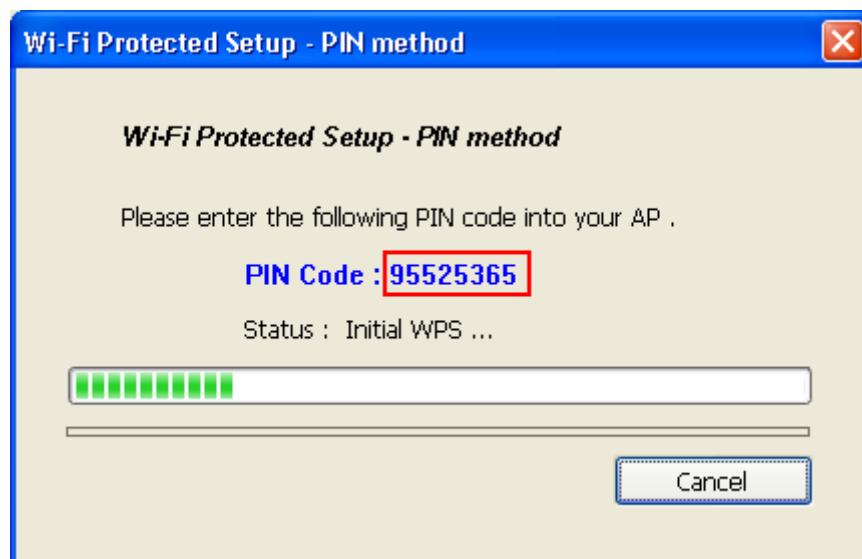 Wi-Fi Protected Setup - PIN method
Wi-Fi Protected Setup - PIN method
Please enter the following PIN code into your AP .
PIN Code : 95525365
Status : Initial WPS ...
Cancel